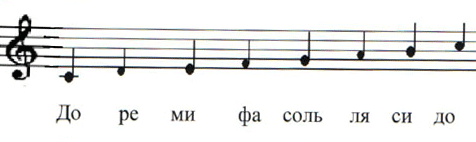 До ре ми фа соль ля си до